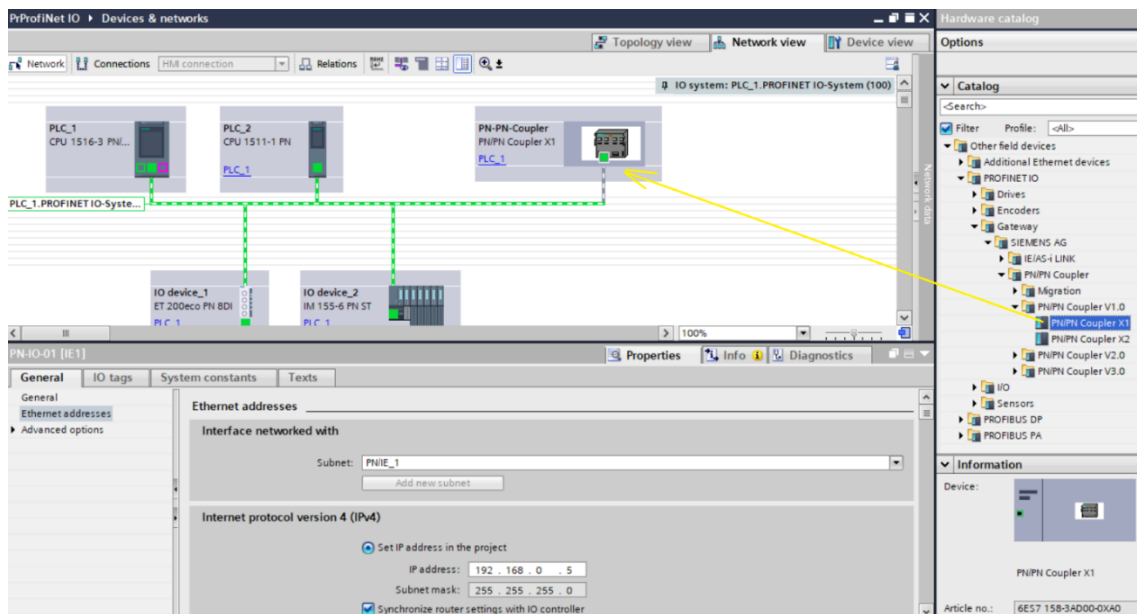 PrProfiNet IO ▸ Devices & networks
Topology view
Network view
Device view
Network
Connections
HMI connection
Relations
IO system: PLC_1.PROFINET IO-System (100)
PLC_1
CPU 1516-3 PN/...
PLC_2
CPU 1511-1 PN
PLC_1
PN-PN-Coupler
PN/PN Coupler X1
PLC_1
PLC_1.PROFINET IO-Syste...
IO device_1
ET 200eco PN 8DI
PLC_1
IO device_2
IM 155-6 PN ST
PLC_1
Network data
100%
PN-IO-01 [IE1]
Properties
Info
Diagnostics
General
IO tags
System constants
Texts
General
Ethernet addresses
Advanced options
Ethernet addresses
Interface networked with
Subnet:
PN/IE_1
Add new subnet
Internet protocol version 4 (IPv4)
Set IP address in the project
IP address:
192 . 168 . 0 . 5
Subnet mask:
255 . 255 . 255 . 0
Synchronize router settings with IO controller
Hardware catalog
Options
Catalog
<Search>
Filter
Profile:
<All>
Other field devices
Additional Ethernet devices
PROFINET IO
Drives
Encoders
Gateway
SIEMENS AG
IE/AS-i LINK
PN/PN Coupler
Migration
PN/PN Coupler V1.0
PN/PN Coupler X1
PN/PN Coupler X2
PN/PN Coupler V2.0
PN/PN Coupler V3.0
I/O
Sensors
PROFIBUS DP
PROFIBUS PA
Information
Device:
PN/PN Coupler X1
Article no.:
6ES7 158-3AD00-0XA0